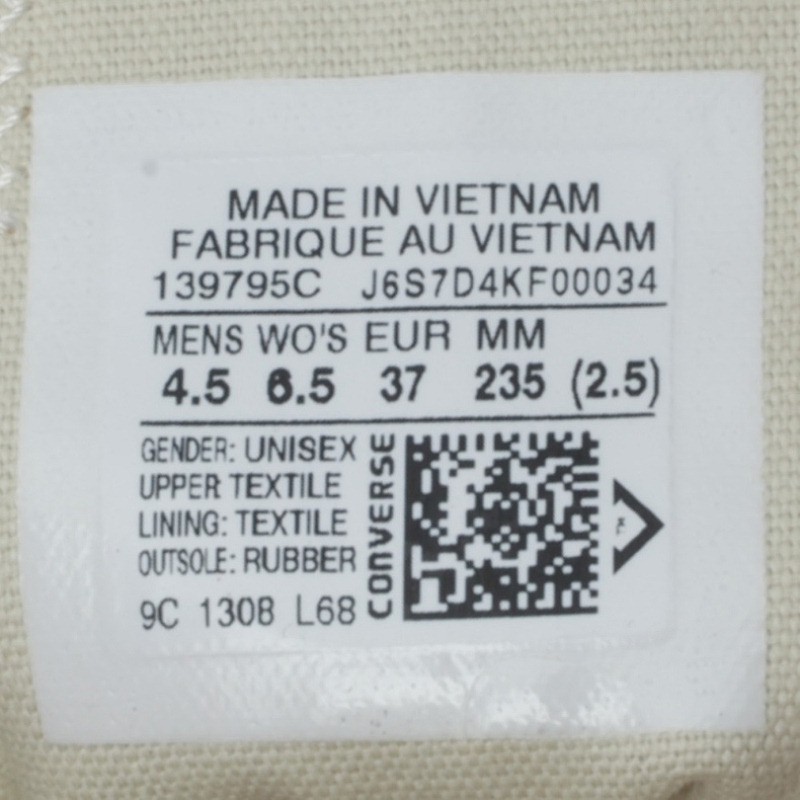 MADE IN VIETNAM
FABRIQUE AU VIETNAM
139795C J6S7D4KF00034
MENS WO'S EUR MM
4.5 6.5 37 235 (2.5)
GENDER: UNISEX
UPPER TEXTILE
LINING: TEXTILE
OUTSOLE: RUBBER
9C 1308 L68
CONVERSE